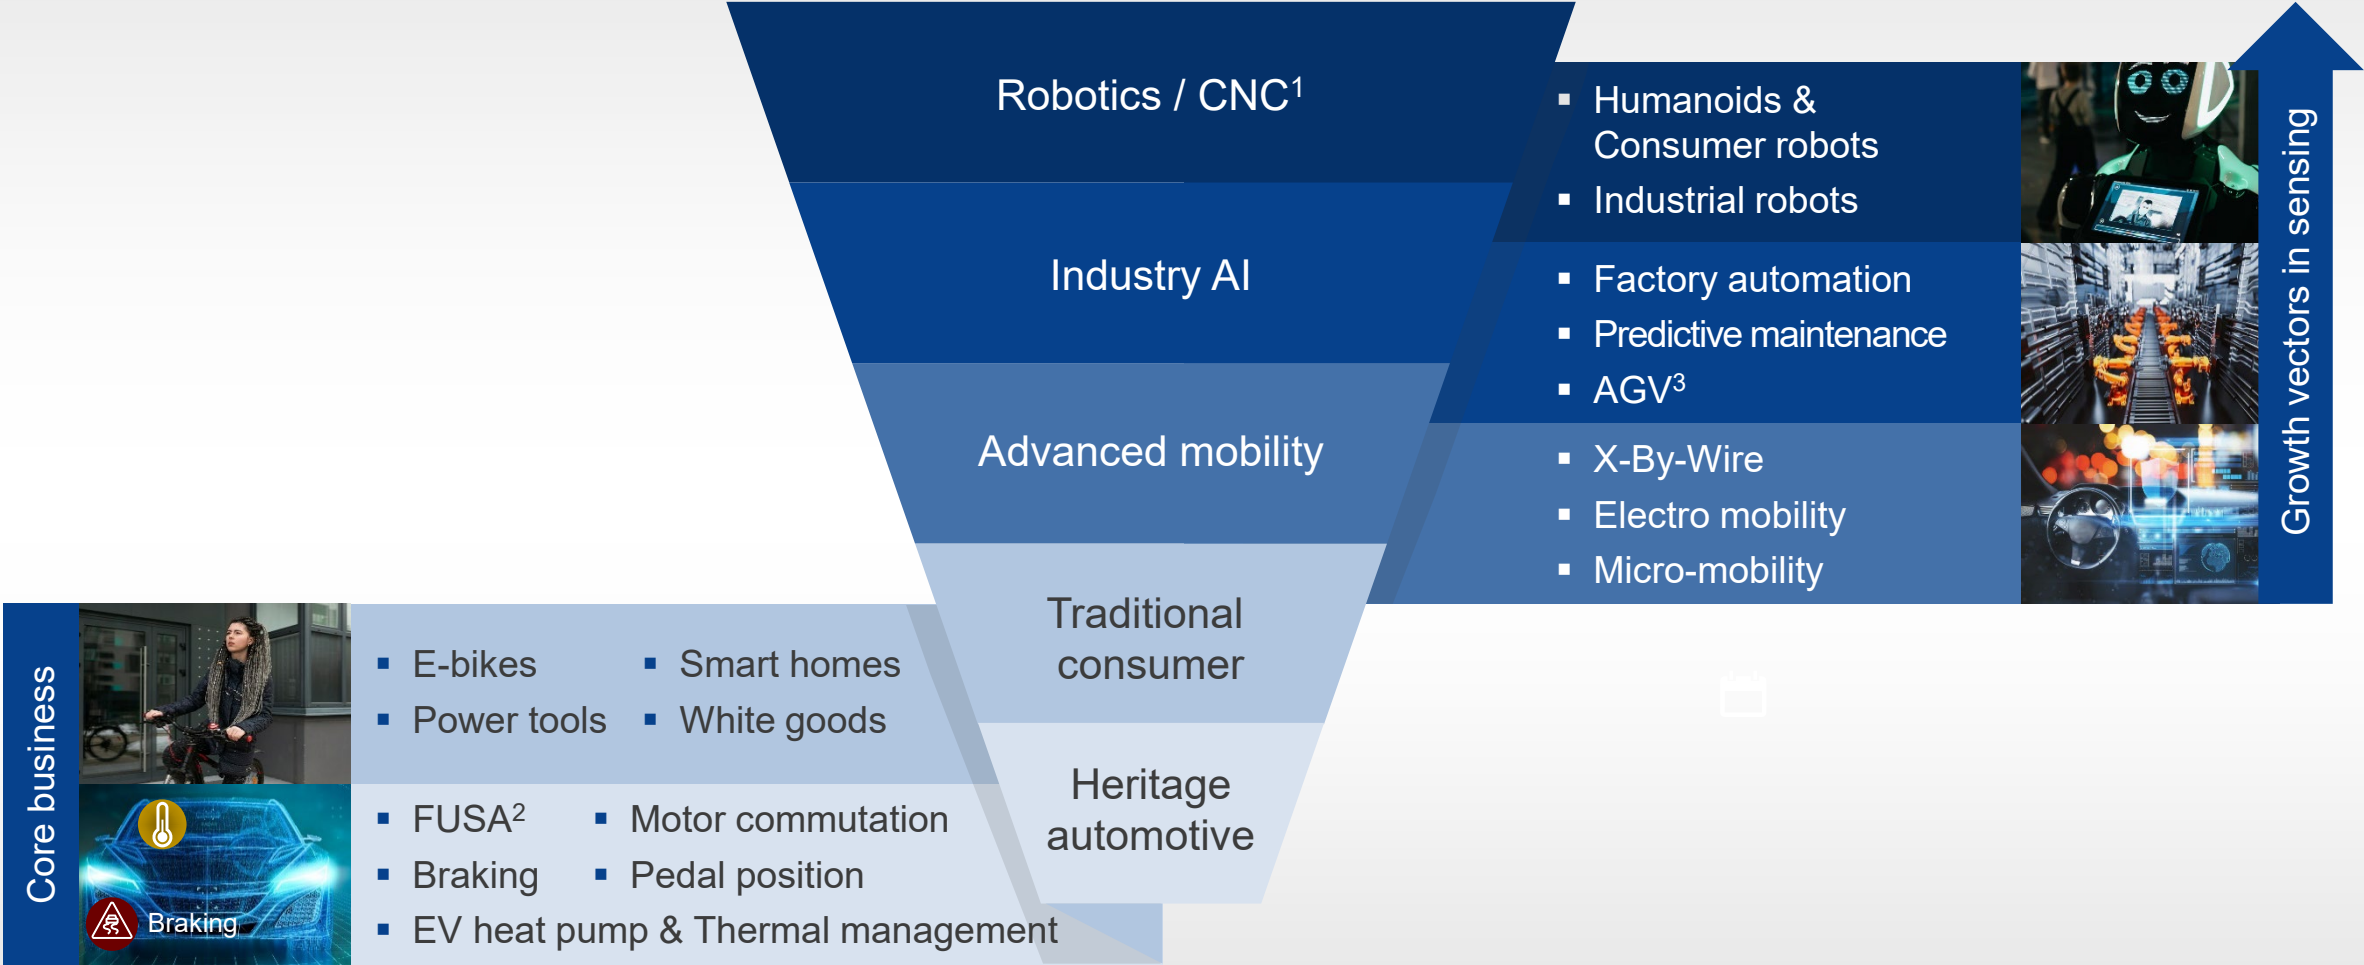 Robotics / CNC¹
Humanoids &
Consumer robots
Industrial robots
Industry AI
Factory automation
Predictive maintenance
AGV³
Advanced mobility
X-By-Wire
Electro mobility
Micro-mobility
Growth vectors in sensing
Traditional
consumer
E-bikes
Smart homes
Power tools
White goods
Heritage
automotive
FUSA²
Motor commutation
Braking
Pedal position
EV heat pump & Thermal management
Core business
Braking